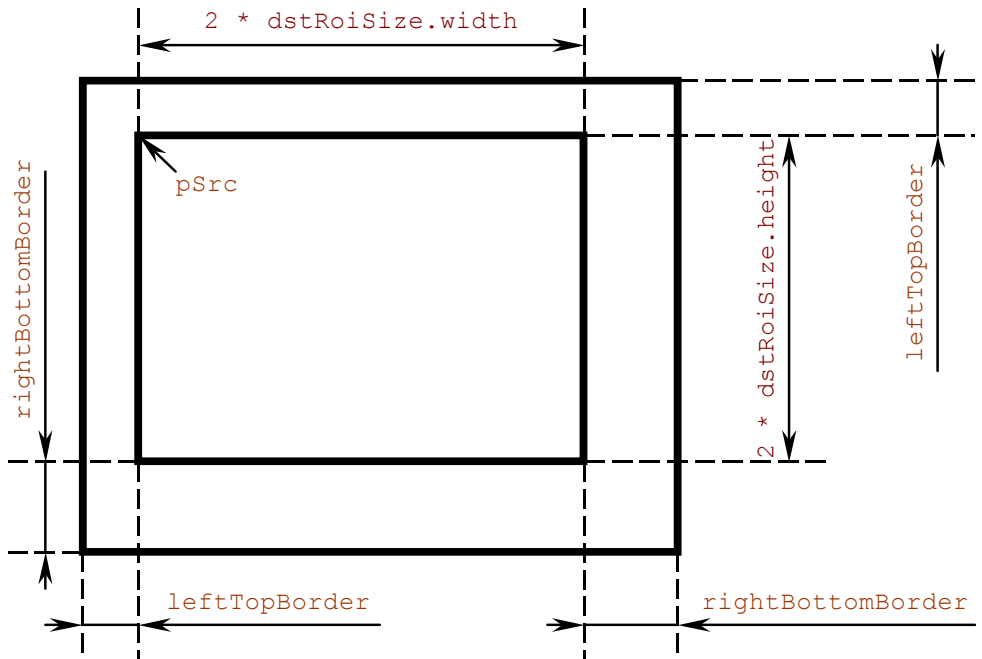 2 * dstRoiSize.width
pSrc
rightBottomBorder
2 * dstRoiSize.height
leftTopBorder
leftTopBorder
rightBottomBorder